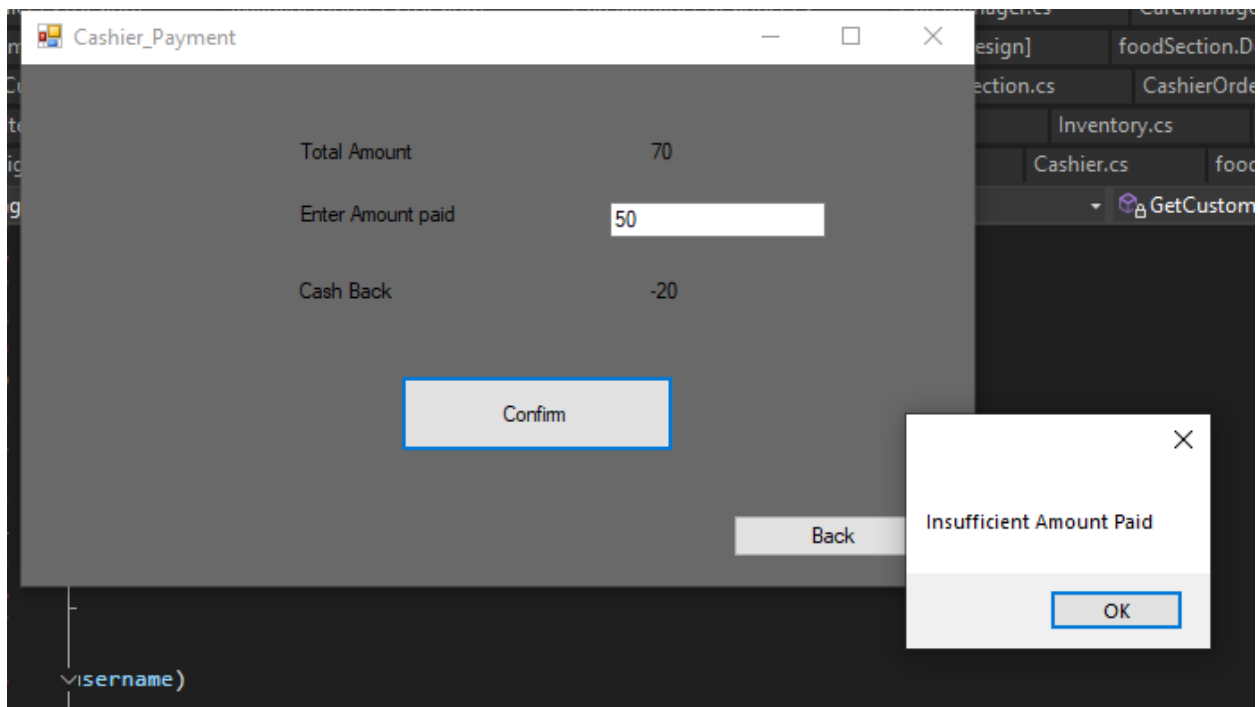 Cashier_Payment
esign]
foodSection.D
ection.cs
CashierOrde
Inventory.cs
Cashier.cs
food
GetCustom
Total Amount 70
Enter Amount paid 50
Cash Back -20
Confirm
Back
Insufficient Amount Paid
OK
sername)